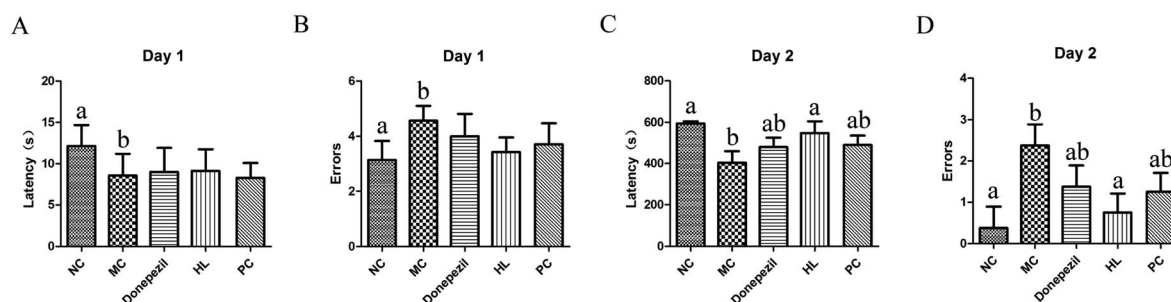 A
Day 1
Latency (s)
20
15
10
5
0
a
b
NC
MC
Donepezil
HL
PC
B
Day 1
Errors
6
4
2
0
a
b
NC
MC
Donepezil
HL
PC
C
Day 2
Latency (s)
800
600
400
200
0
a
b
ab
a
ab
NC
MC
Donepezil
HL
PC
D
Day 2
Errors
4
3
2
1
0
a
b
ab
a
ab
NC
MC
Donepezil
HL
PC